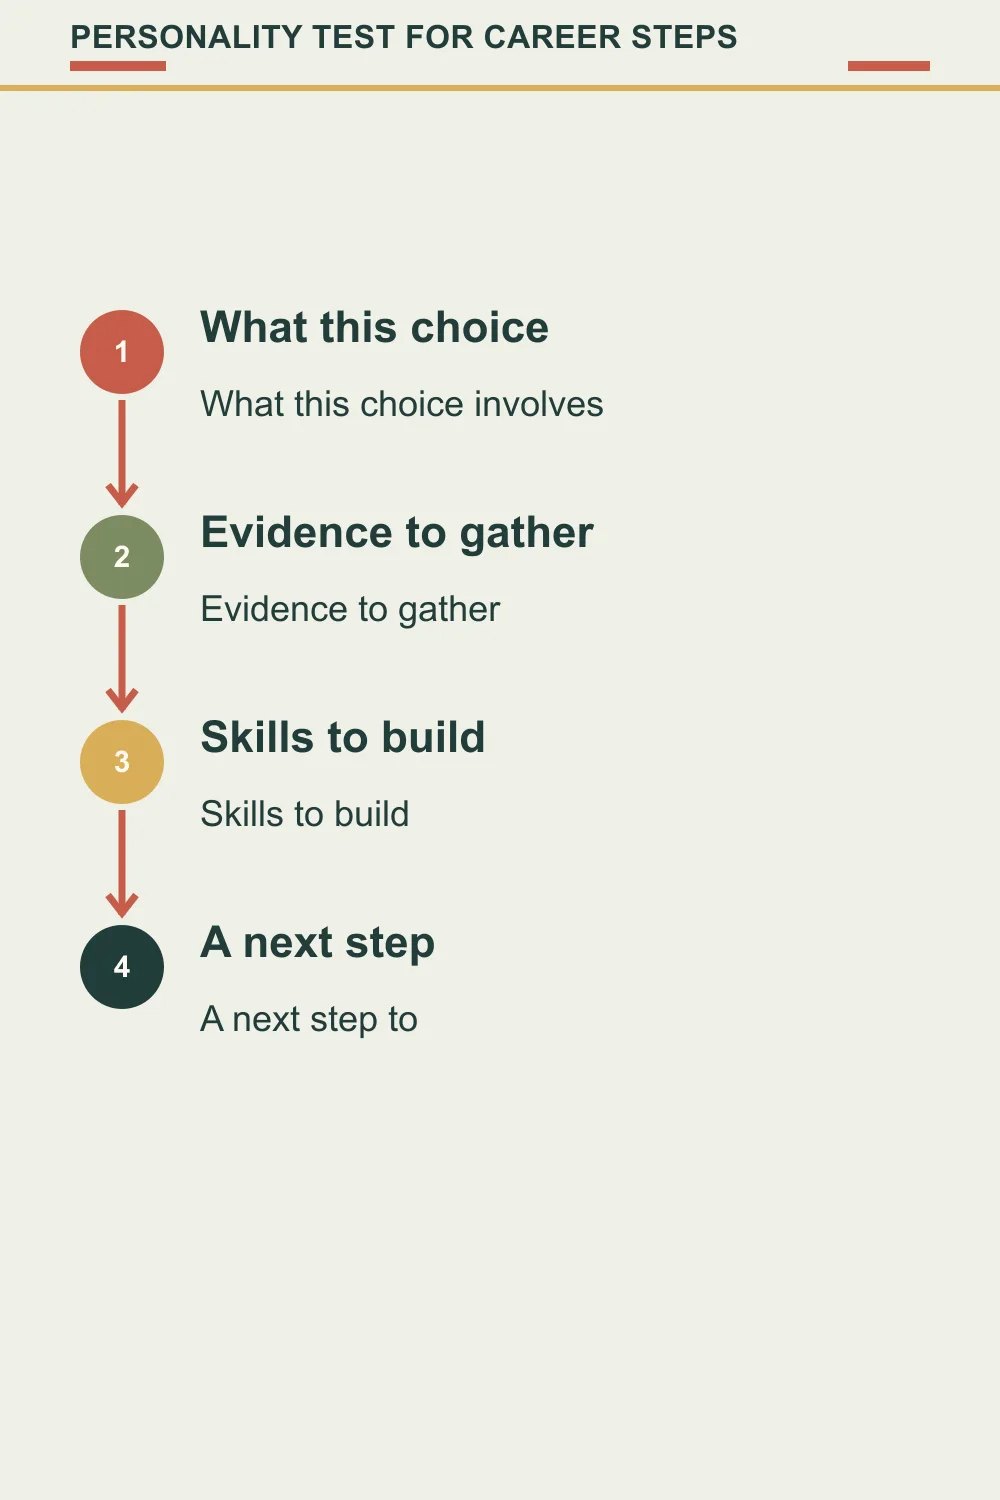 PERSONALITY TEST FOR CAREER STEPS
1
What this choice
What this choice involves
2
Evidence to gather
Evidence to gather
3
Skills to build
Skills to build
4
A next step
A next step to